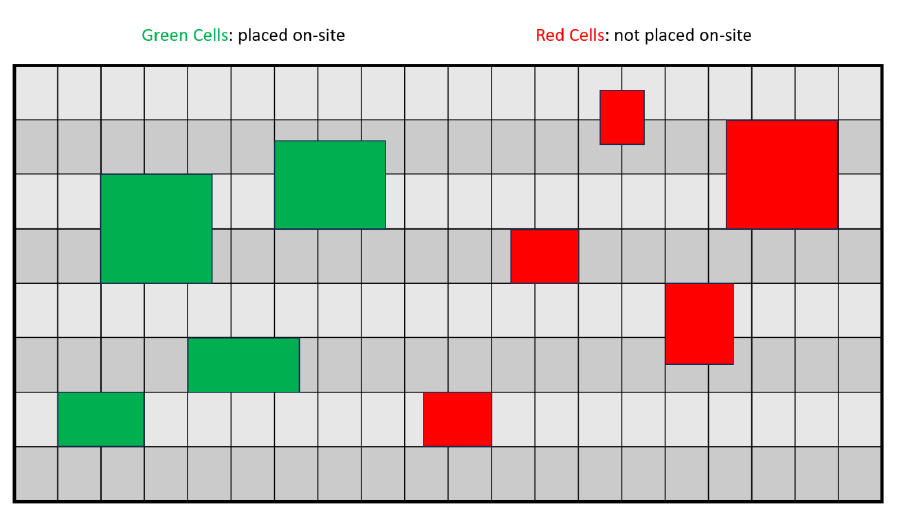 Green Cells: placed on-site
Red Cells: not placed on-site